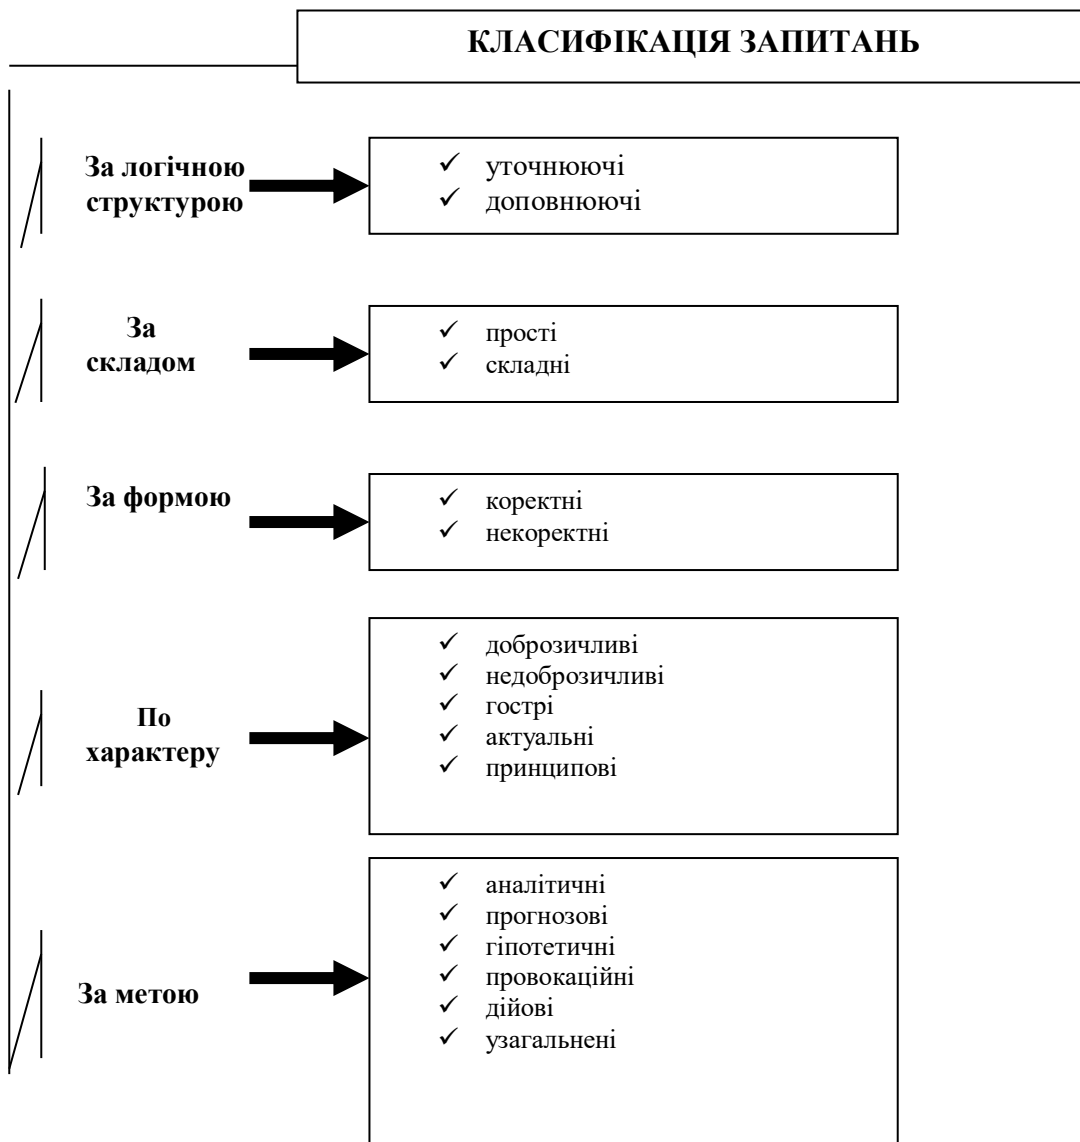 КЛАСИФІКАЦІЯ ЗАПИТАНЬ
За логічною
структурою
✓ уточнюючі
✓ доповнюючі
За
складом
✓ прості
✓ складні
За формою
✓ коректні
✓ некоректні
По
характеру
✓ доброзичливі
✓ недоброзичливі
✓ гострі
✓ актуальні
✓ принципові
За метою
✓ аналітичні
✓ прогнозові
✓ гіпотетичні
✓ провокаційні
✓ дійові
✓ узагальнені